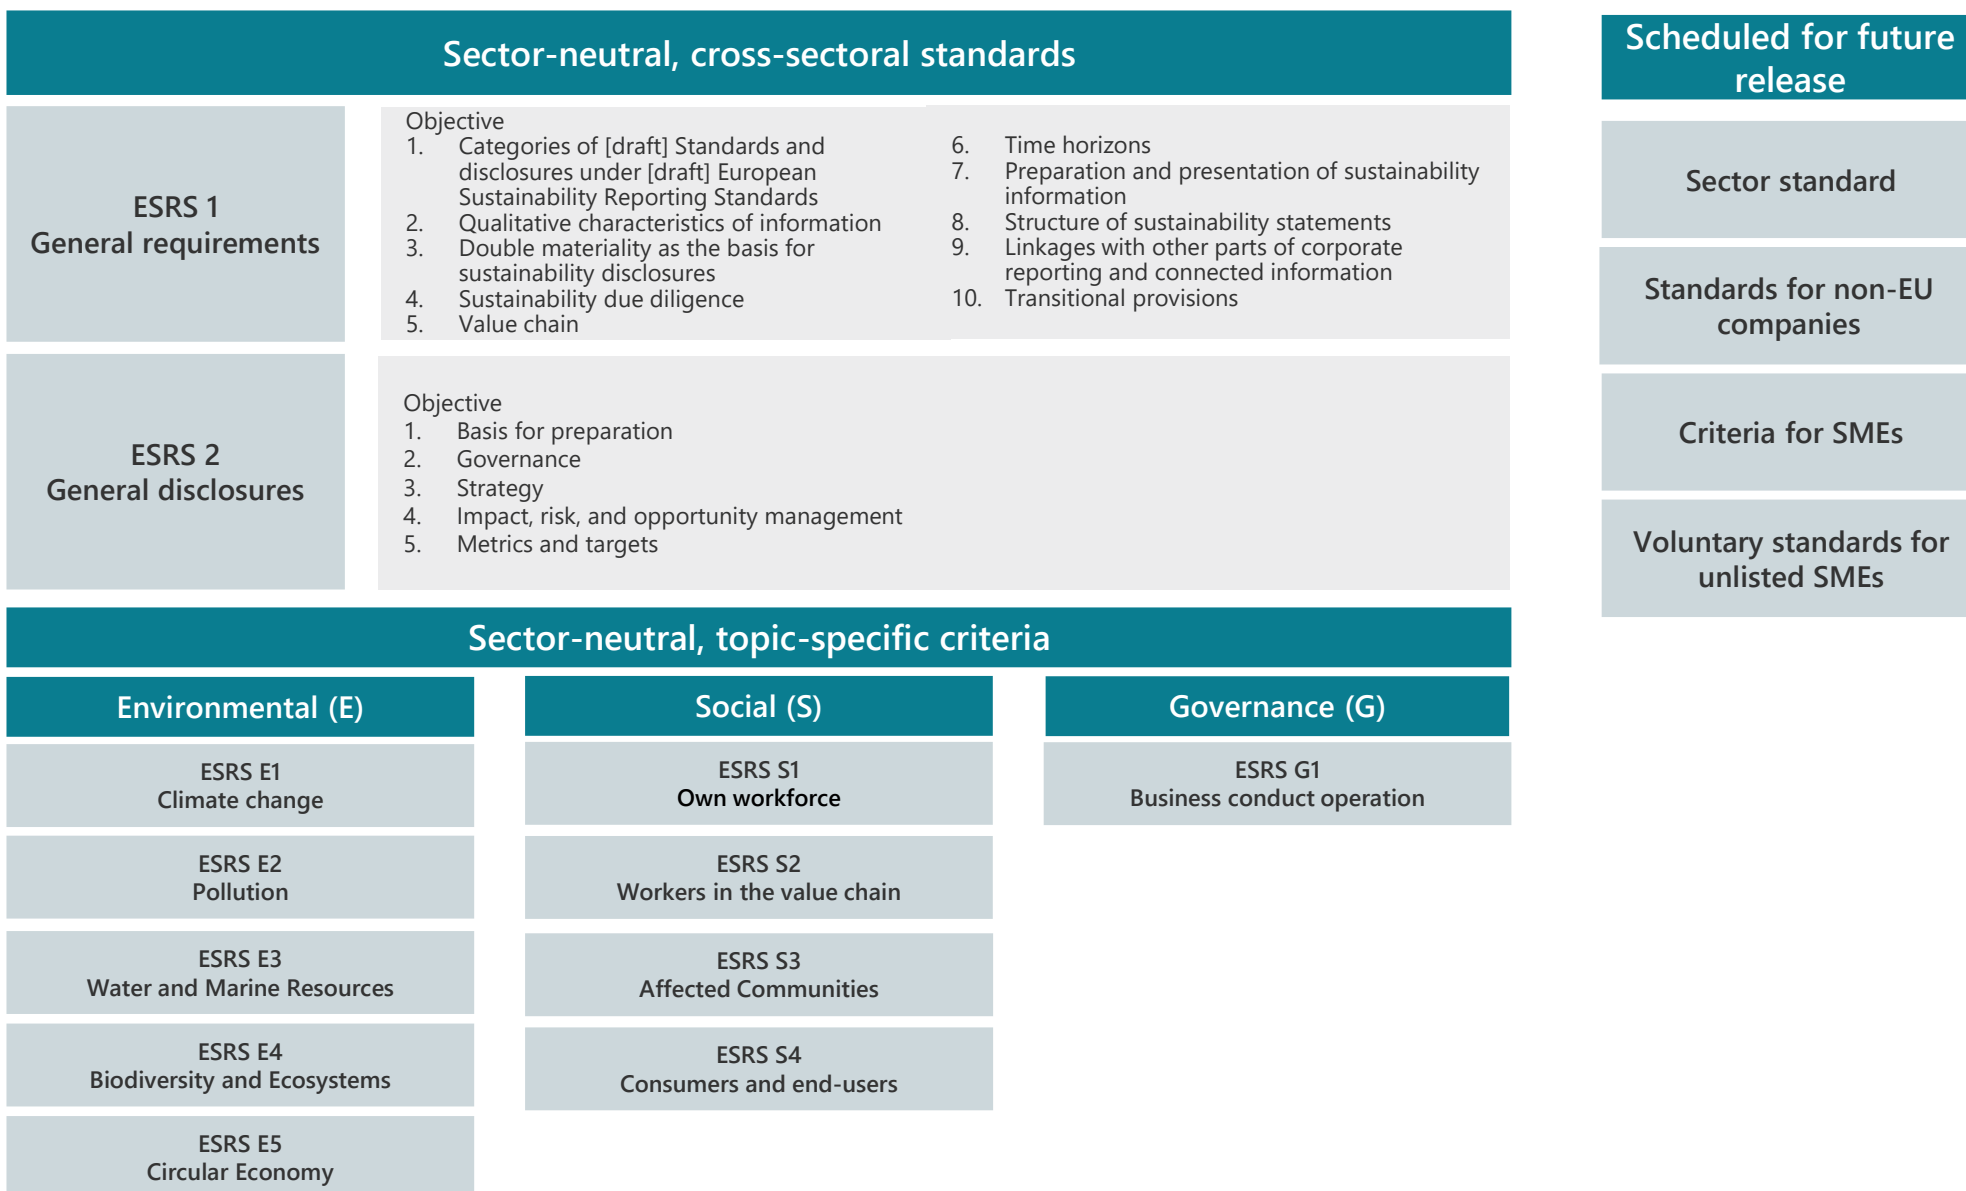 Sector-neutral, cross-sectoral standards
ESRS 1
General requirements
Objective
1. Categories of [draft] Standards and
disclosures under [draft] European
Sustainability Reporting Standards
2. Qualitative characteristics of information
3. Double materiality as the basis for
sustainability disclosures
4. Sustainability due diligence
5. Value chain
6. Time horizons
7. Preparation and presentation of sustainability
information
8. Structure of sustainability statements
9. Linkages with other parts of corporate
reporting and connected information
10. Transitional provisions
ESRS 2
General disclosures
Objective
1. Basis for preparation
2. Governance
3. Strategy
4. Impact, risk, and opportunity management
5. Metrics and targets
Sector-neutral, topic-specific criteria
Environmental (E)
ESRS E1
Climate change
ESRS E2
Pollution
ESRS E3
Water and Marine Resources
ESRS E4
Biodiversity and Ecosystems
ESRS E5
Circular Economy
Social (S)
ESRS S1
Own workforce
ESRS S2
Workers in the value chain
ESRS S3
Affected Communities
ESRS S4
Consumers and end-users
Governance (G)
ESRS G1
Business conduct operation
Scheduled for future
release
Sector standard
Standards for non-EU
companies
Criteria for SMEs
Voluntary standards for
unlisted SMEs